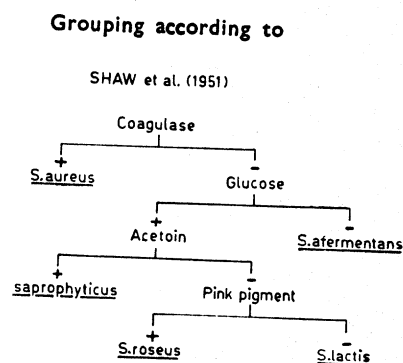 Grouping according to
SHAW et al. (1951)
Coagulase
+ -
S.aureus Glucose
+ -
Acetoin S.afermentans
+ -
saprophyticus Pink pigment
+ -
S.roseus S.lactis